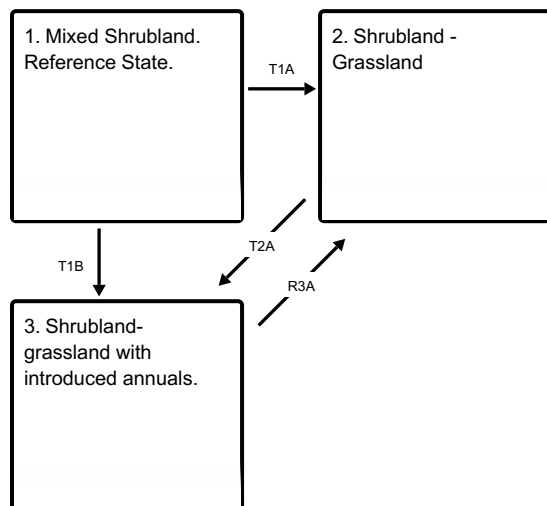 1. Mixed Shrubland.
Reference State.
T1A
2. Shrubland -
Grassland
T1B
T2A
R3A
3. Shrubland-
grassland with
introduced annuals.